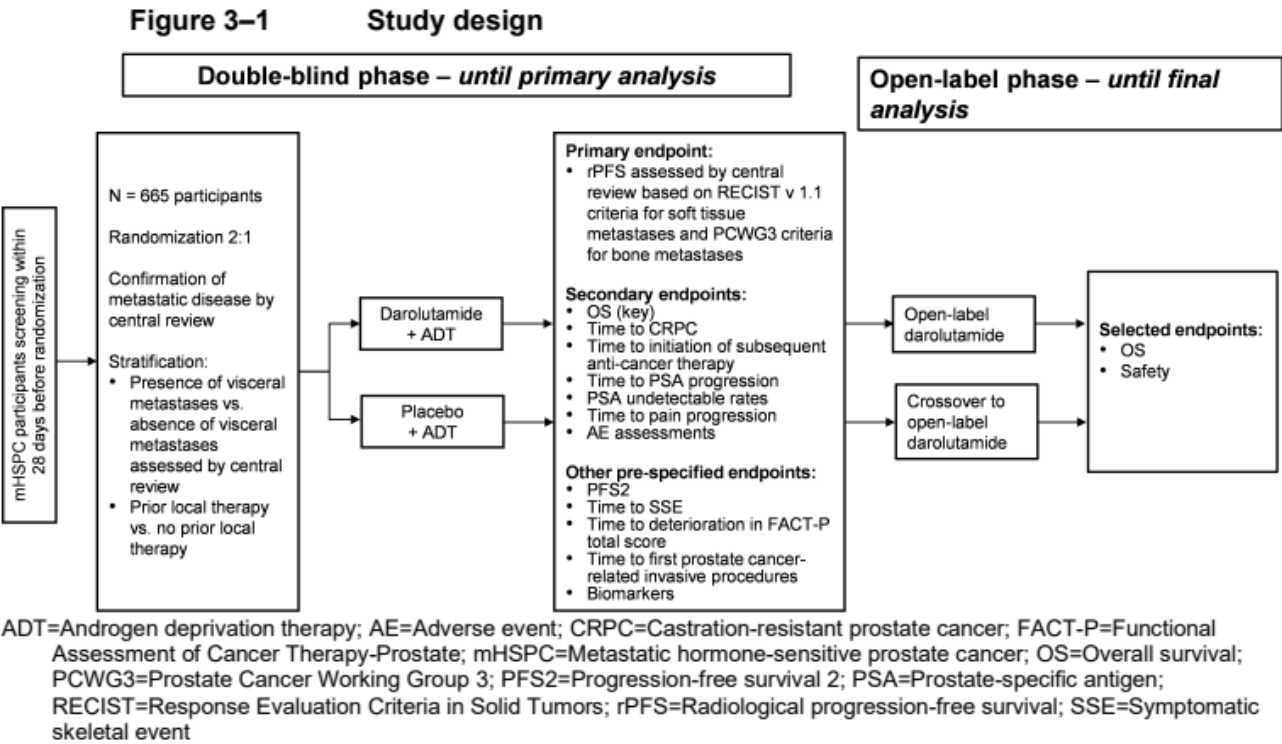 Figure 3–1 Study design
Double-blind phase – until primary analysis
Open-label phase – until final
analysis
mHSPC participants screening within
28 days before randomization
N = 665 participants
Randomization 2:1
Confirmation of
metastatic disease by
central review
Stratification:
• Presence of visceral
metastases vs.
absence of visceral
metastases
assessed by central
review
• Prior local therapy
vs. no prior local
therapy
Darolutamide
+ ADT
Placebo
+ ADT
Primary endpoint:
• rPFS assessed by central
review based on RECIST v 1.1
criteria for soft tissue
metastases and PCWG3 criteria
for bone metastases
Secondary endpoints:
• OS (key)
• Time to CRPC
• Time to initiation of subsequent
anti-cancer therapy
• Time to PSA progression
• PSA undetectable rates
• Time to pain progression
• AE assessments
Other pre-specified endpoints:
• PFS2
• Time to SSE
• Time to deterioration in FACT-P
total score
• Time to first prostate cancer-
related invasive procedures
• Biomarkers
Open-label
darolutamide
Crossover to
open-label
darolutamide
Selected endpoints:
• OS
• Safety
ADT=Androgen deprivation therapy; AE=Adverse event; CRPC=Castration-resistant prostate cancer; FACT-P=Functional
Assessment of Cancer Therapy-Prostate; mHSPC=Metastatic hormone-sensitive prostate cancer; OS=Overall survival;
PCWG3=Prostate Cancer Working Group 3; PFS2=Progression-free survival 2; PSA=Prostate-specific antigen;
RECIST=Response Evaluation Criteria in Solid Tumors; rPFS=Radiological progression-free survival; SSE=Symptomatic
skeletal event